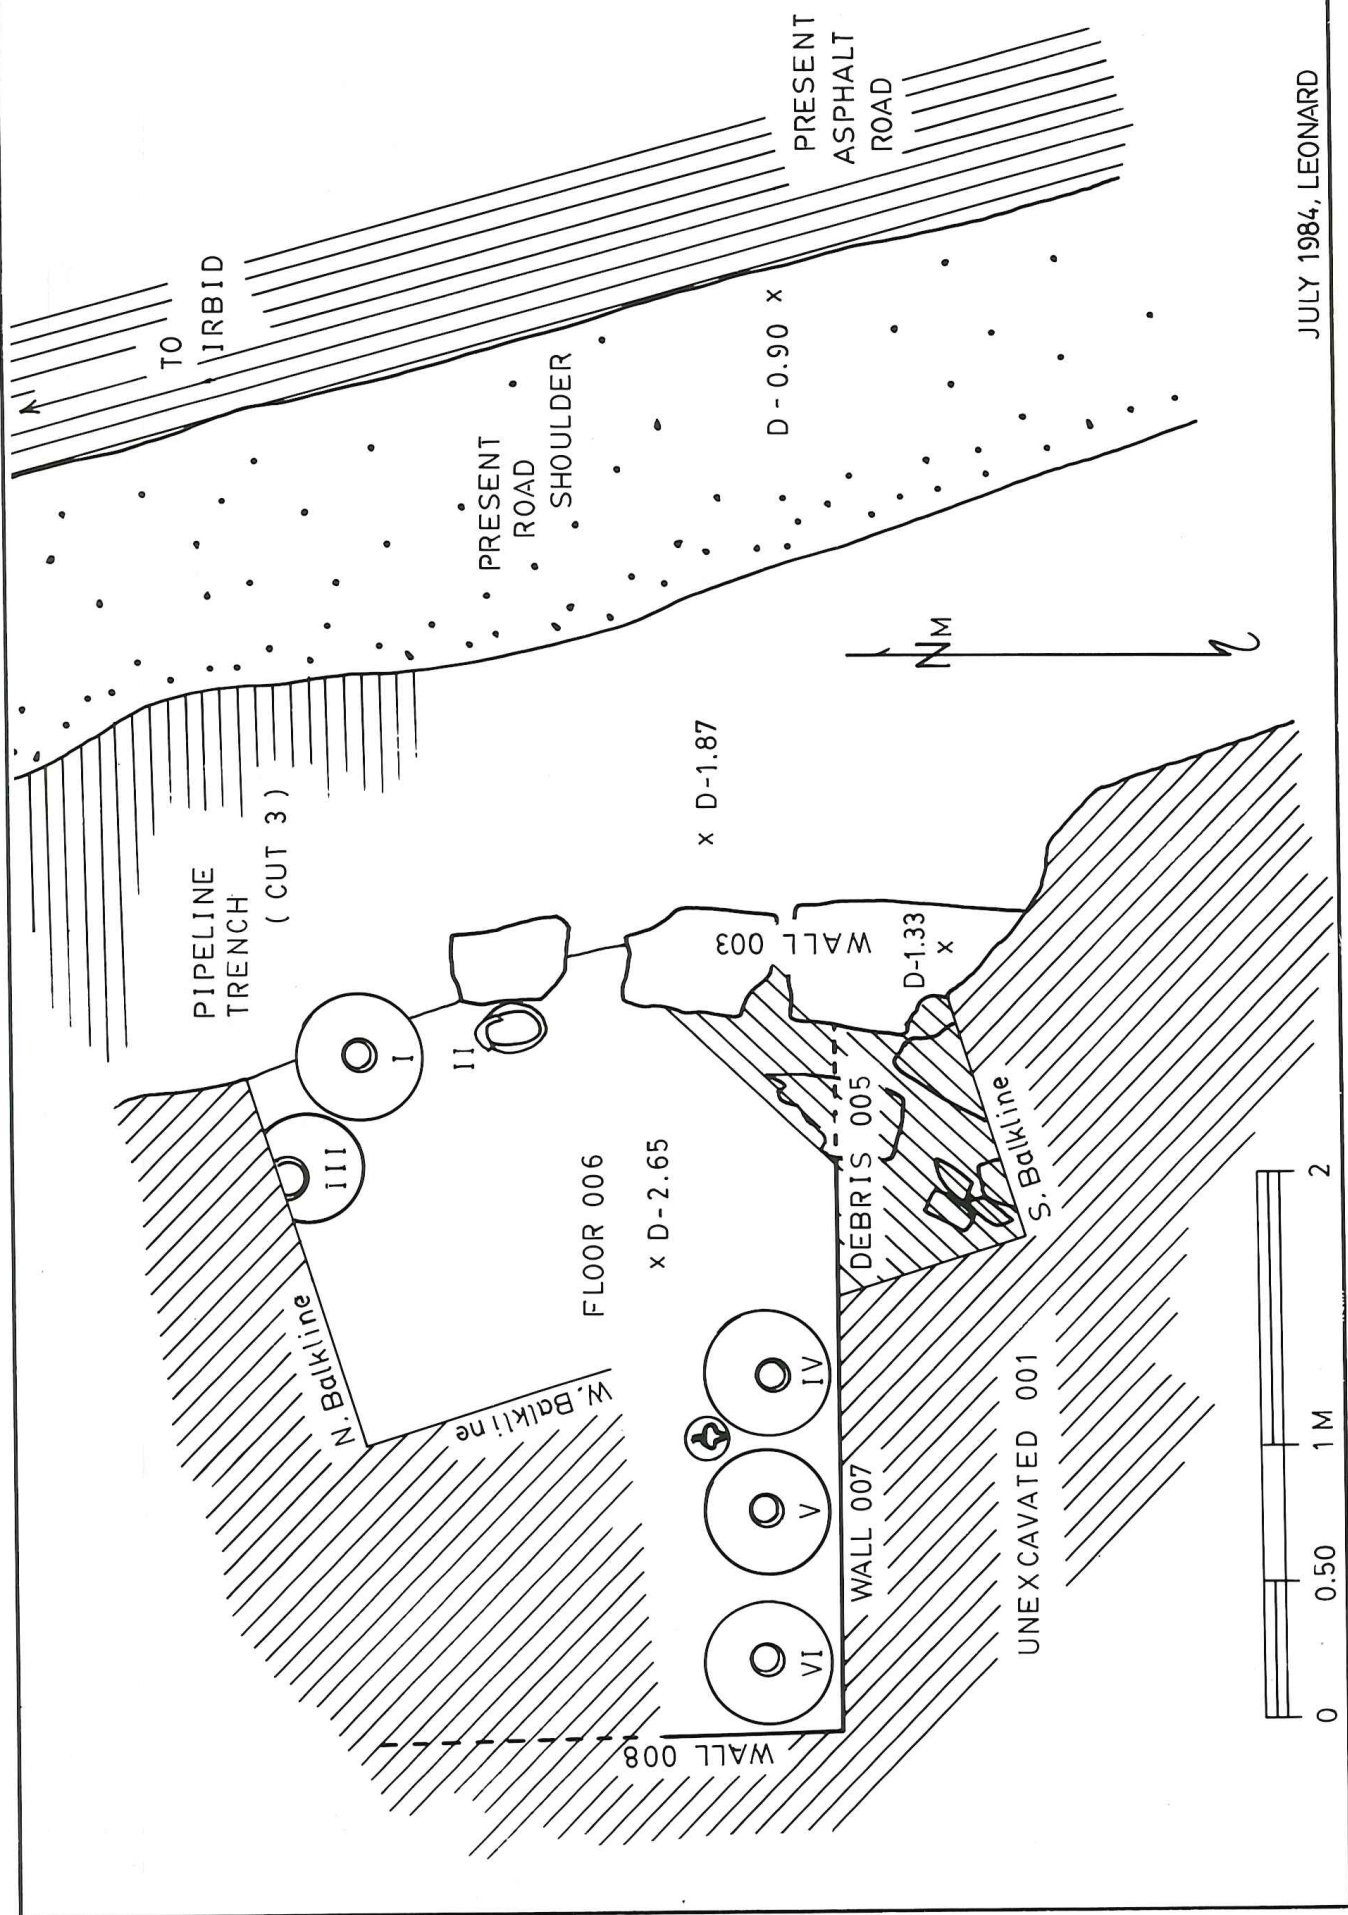 TO
IRBID
PRESENT
ASPHALT
ROAD
PRESENT
ROAD
SHOULDER
D - 0.90 x
PIPELINE
TRENCH
( CUT 3 )
NM
x D-1.87
I
II
III
WALL 003
D-1.33
x
N. Balkline
FLOOR 006
x D-2.65
W. Balkline
DEBRIS 005
S. Balkline
IV
V
VI
WALL 007
WALL 008
UNEXCAVATED 001
0 0.50 1 M 2
JULY 1984, LEONARD